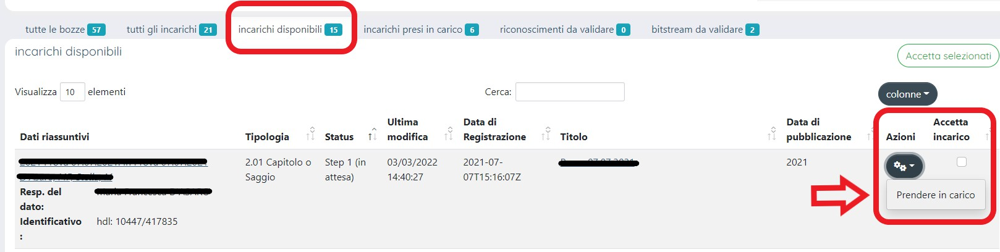 tutte le bozze 57 tutti gli incarichi 21 incarichi disponibili 15 incarichi presi in carico 6 riconoscimenti da validare 0 bitstream da validare 2
incarichi disponibili
Accetta selezionati
Visualizza 10 elementi Cerca:
colonne
Dati riassuntivi Tipologia Status Ultima modifica Data di Registrazione Titolo Data di pubblicazione Azioni Accetta incarico
2.01 Capitolo o Saggio
Step 1 (in attesa)
03/03/2022 14:40:27
2021-07-07T15:16:07Z
2021
Resp. del dato:
Identificativo : hdl: 10447/417835
Prendere in carico